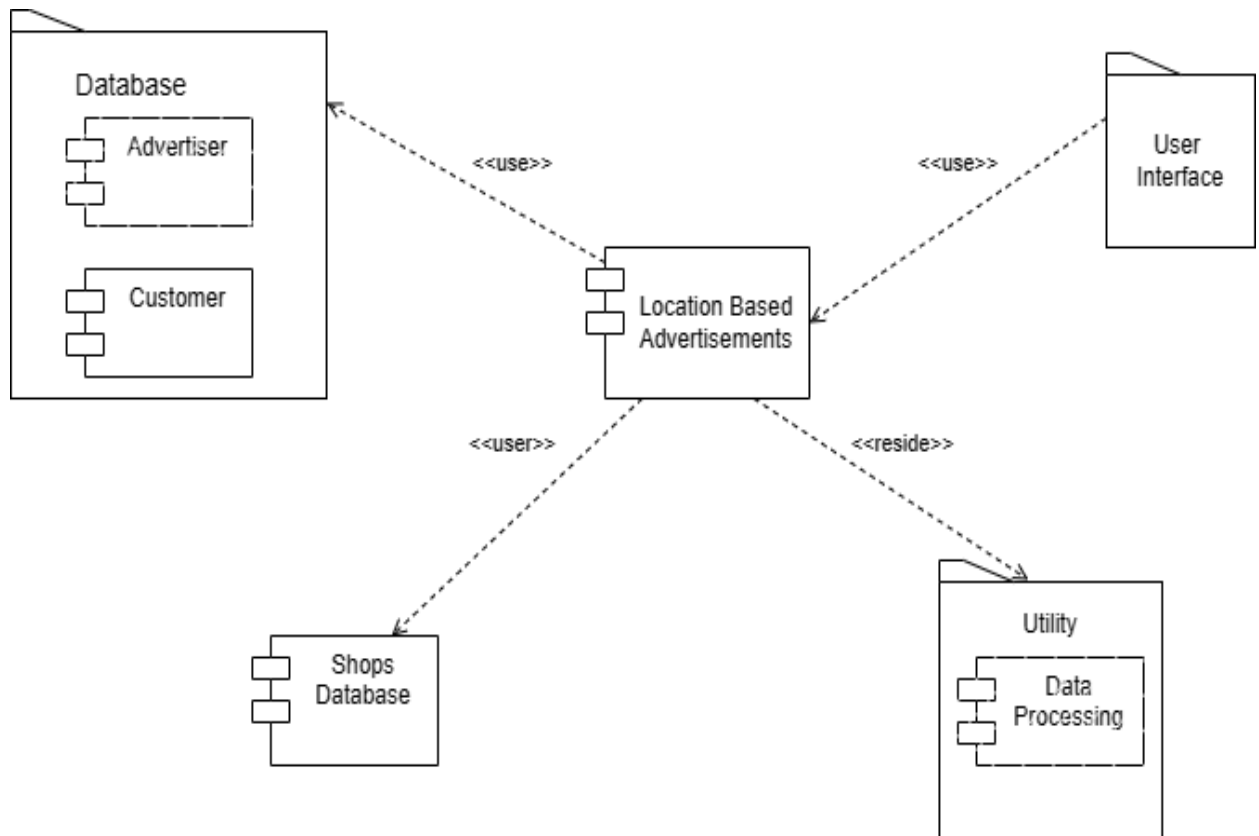 Database
Advertiser
Customer
<<use>>
<<use>>
User
Interface
Location Based
Advertisements
<<user>>
<<reside>>
Shops
Database
Utility
Data
Processing